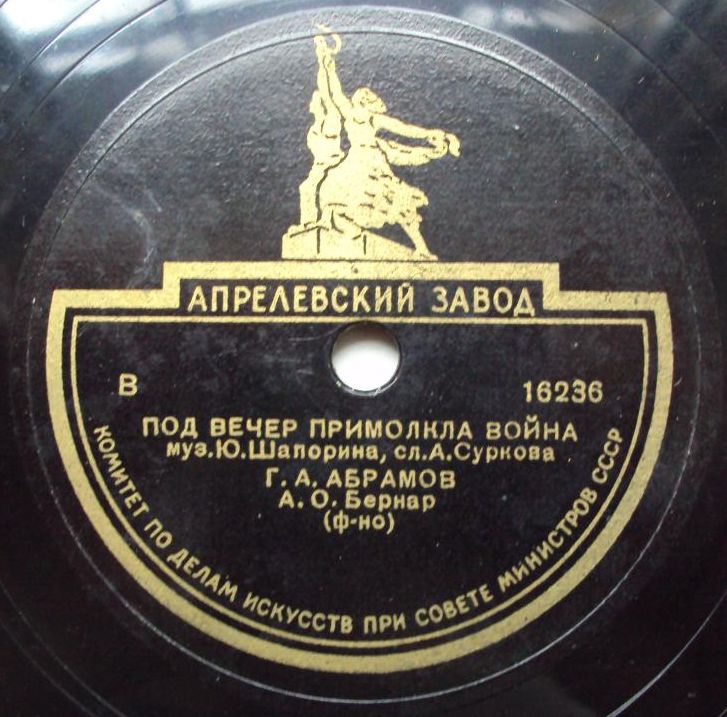 АПРЕЛЕВСКИЙ ЗАВОД
В 16236
ПОД ВЕЧЕР ПРИМОЛКЛА ВОЙНА
муз.Ю.Шапорина, сл.А.Суркова
Г. А. АБРАМОВ
А. О. Бернар
(ф-но)
КОМИТЕТ ПО ДЕЛАМ ИСКУССТВ ПРИ СОВЕТЕ МИНИСТРОВ СССР